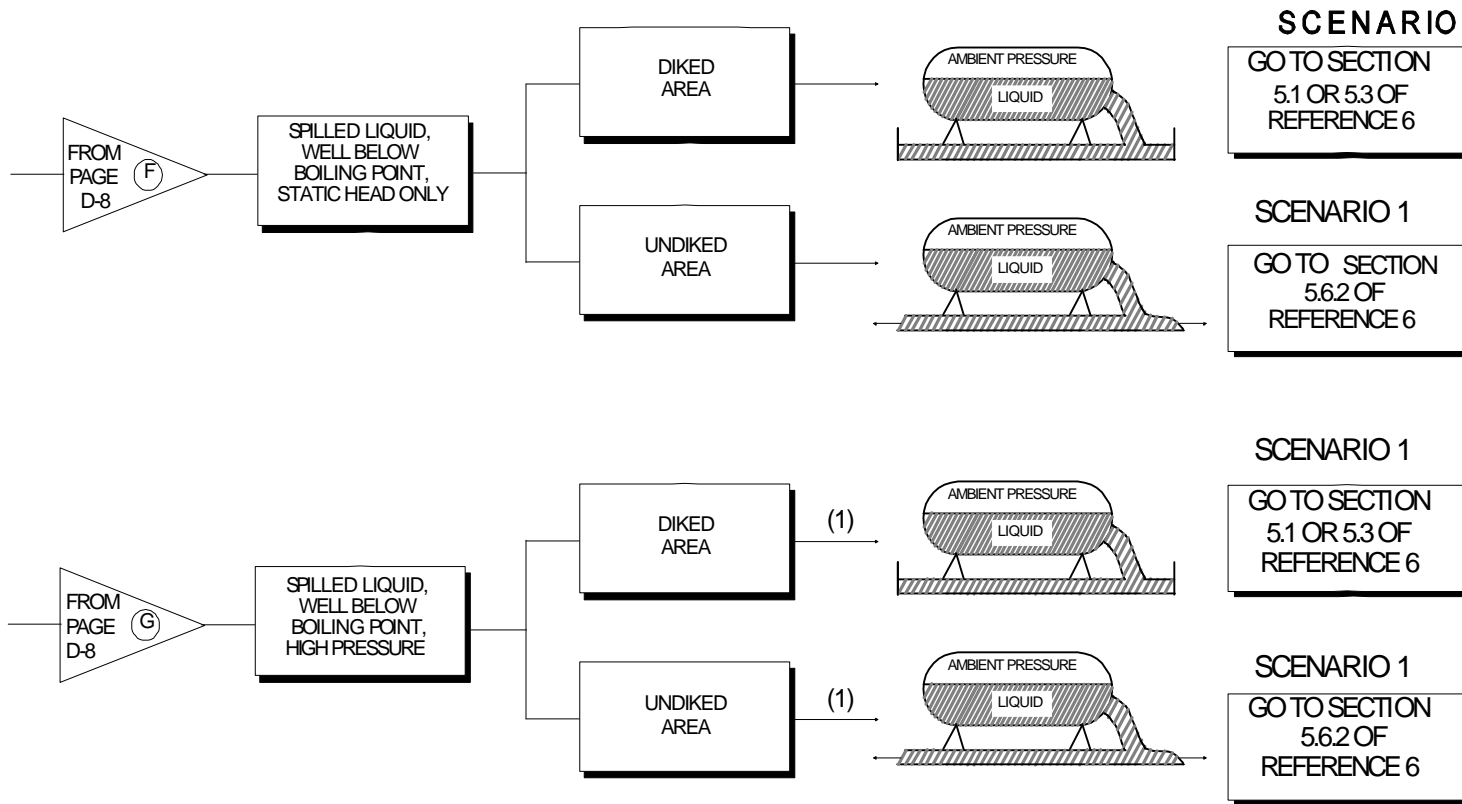 SCENARIO
FROM
PAGE
D-8
F
SPILLED LIQUID,
WELL BELOW
BOILING POINT,
STATIC HEAD ONLY
DIKED
AREA
AMBIENT PRESSURE
LIQUID
GO TO SECTION
5.1 OR 5.3 OF
REFERENCE 6
UNDIKED
AREA
AMBIENT PRESSURE
LIQUID
SCENARIO 1
GO TO SECTION
5.6.2 OF
REFERENCE 6
FROM
PAGE
D-8
G
SPILLED LIQUID,
WELL BELOW
BOILING POINT,
HIGH PRESSURE
DIKED
AREA
(1)
AMBIENT PRESSURE
LIQUID
SCENARIO 1
GO TO SECTION
5.1 OR 5.3 OF
REFERENCE 6
UNDIKED
AREA
(1)
AMBIENT PRESSURE
LIQUID
SCENARIO 1
GO TO SECTION
5.6.2 OF
REFERENCE 6